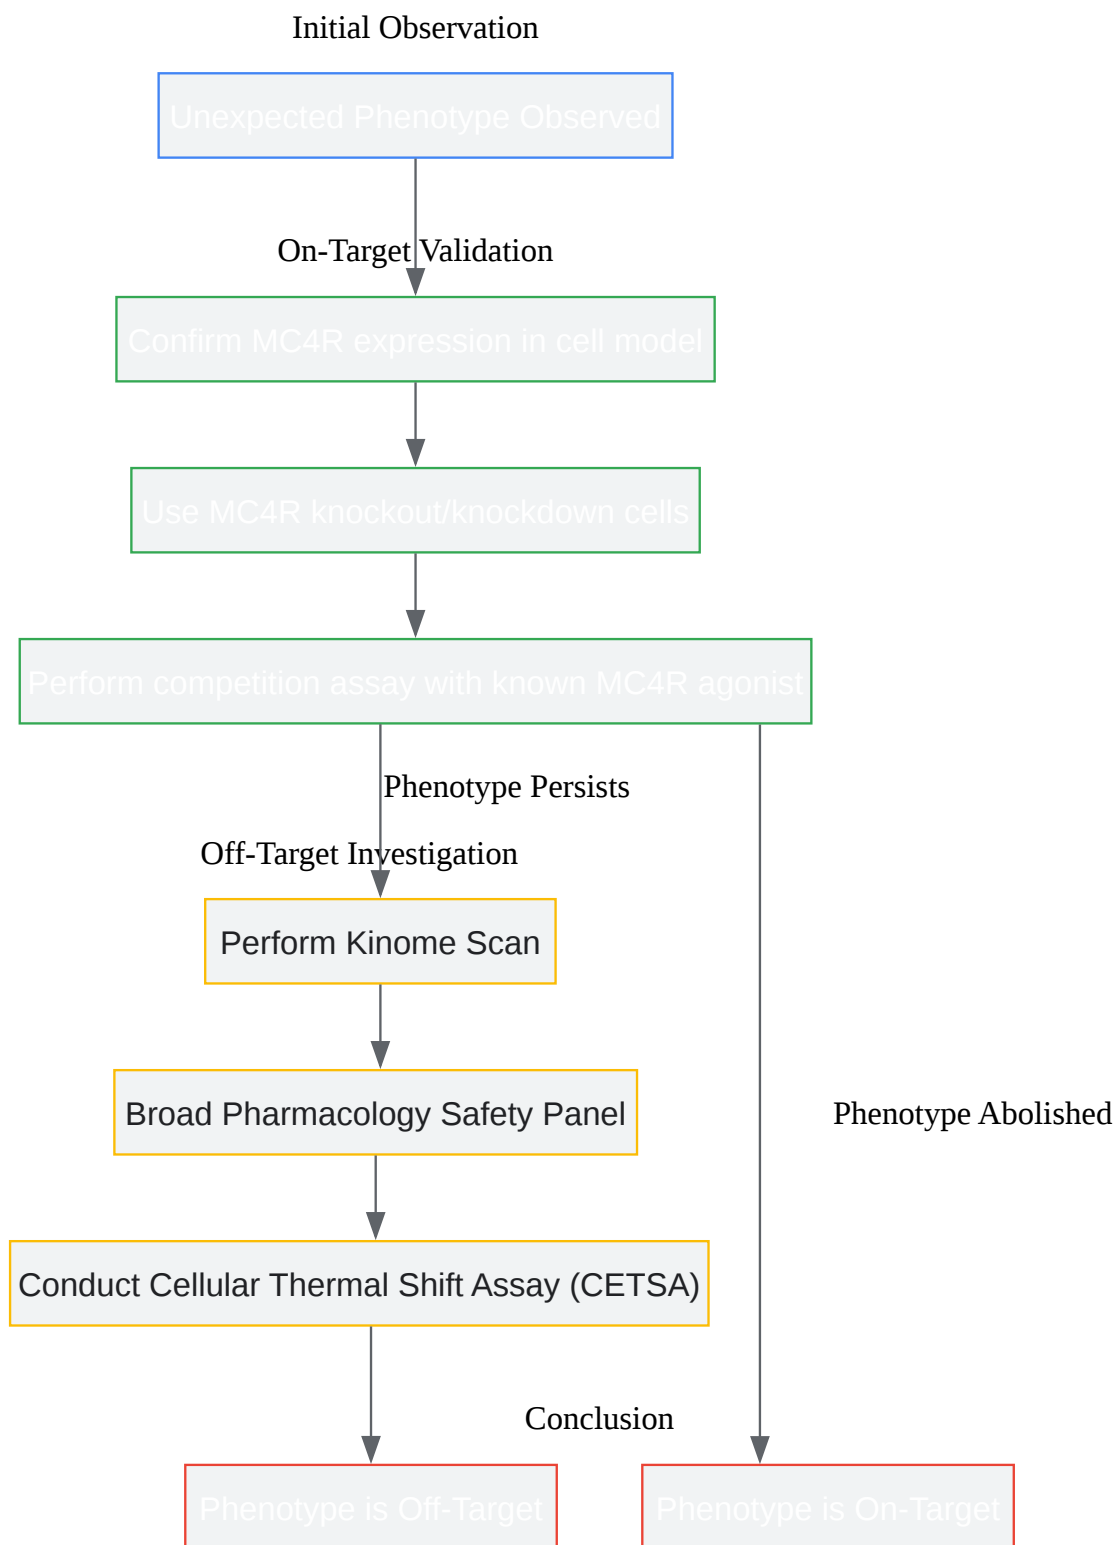 Initial Observation
Unexpected Phenotype Observed
On-Target Validation
Confirm MC4R expression in cell model
Use MC4R knockout/knockdown cells
Perform competition assay with known MC4R agonist
Phenotype Persists
Off-Target Investigation
Perform Kinome Scan
Broad Pharmacology Safety Panel
Phenotype Abolished
Conduct Cellular Thermal Shift Assay (CETSA)
Conclusion
Phenotype is Off-Target
Phenotype is On-Target